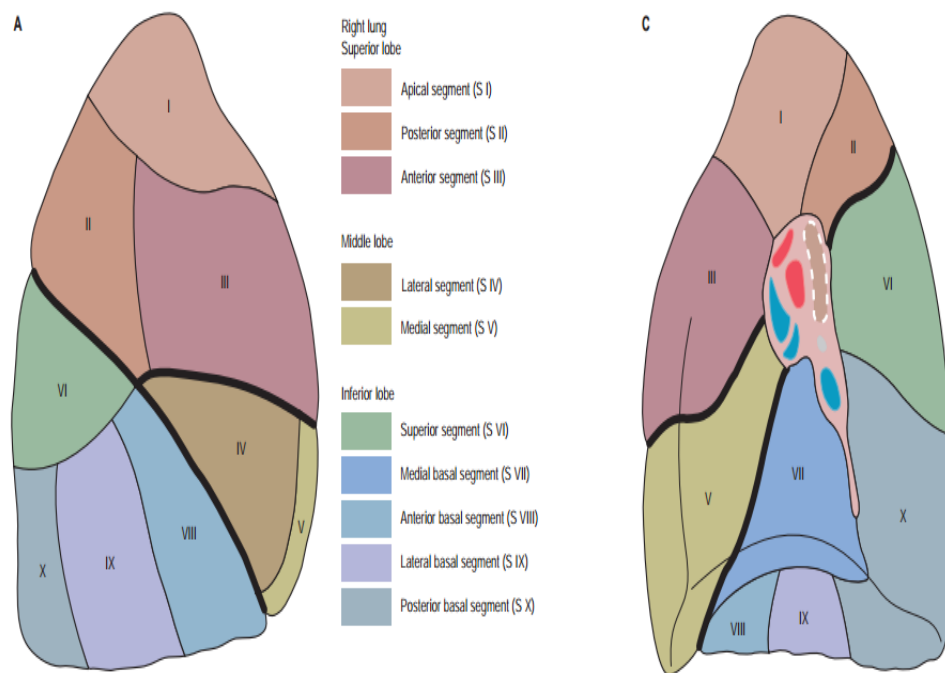 A
Right lung
Superior lobe
Apical segment (S I)
Posterior segment (S II)
Anterior segment (S III)
Middle lobe
Lateral segment (S IV)
Medial segment (S V)
Inferior lobe
Superior segment (S VI)
Medial basal segment (S VII)
Anterior basal segment (S VIII)
Lateral basal segment (S IX)
Posterior basal segment (S X)
I
II
III
VI
IV
V
VIII
IX
X
C
I
II
III
VI
V
VII
X
VIII
IX